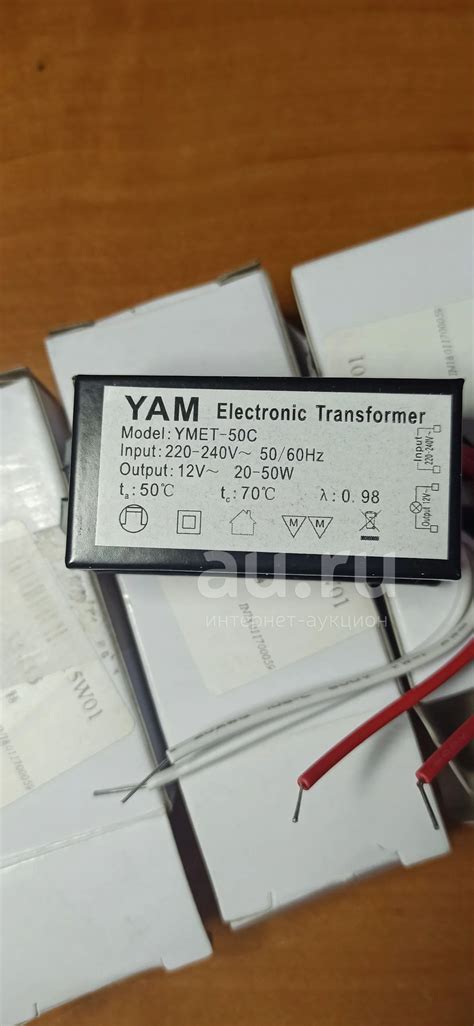 YAM Electronic Transformer
Model: YMET-50C
Input: 220-240V~ 50/60Hz
Output: 12V~ 20-50W
ta: 50℃ tc: 70℃ λ: 0.98
M M
Input
220-240V~
Output 12V~
au.ru
интернет-аукцион
SW01